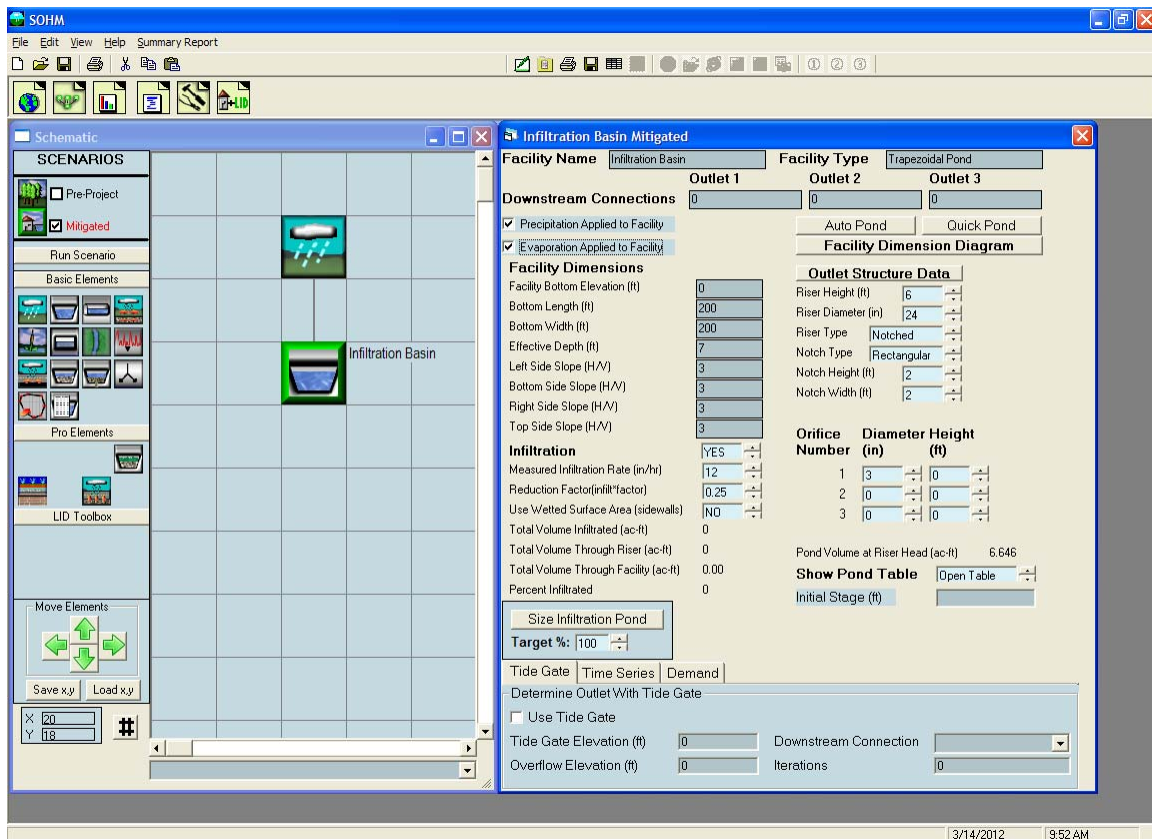 SOHM
File Edit View Help Summary Report
Schematic
SCENARIOS
Pre-Project
Mitigated
Run Scenario
Basic Elements
Pro Elements
LID Toolbox
Move Elements
Save x,y Load x,y
X 20
Y 18
#
+LID
Infiltration Basin
Infiltration Basin Mitigated
Facility Name Infiltration Basin Facility Type Trapezoidal Pond
Outlet 1 Outlet 2 Outlet 3
Downstream Connections 0 0 0
Precipitation Applied to Facility Auto Pond Quick Pond
Evaporation Applied to Facility Facility Dimension Diagram
Facility Dimensions
Facility Bottom Elevation (ft) 0
Bottom Length (ft) 200
Bottom Width (ft) 200
Effective Depth (ft) 7
Left Side Slope (H/V) 3
Bottom Side Slope (H/V) 3
Right Side Slope (H/V) 3
Top Side Slope (H/V) 3
Infiltration YES
Measured Infiltration Rate (in/hr) 12
Reduction Factor(infilt*factor) 0.25
Use Wetted Surface Area (sidewalls) NO
Total Volume Infiltrated (ac-ft) 0
Total Volume Through Riser (ac-ft) 0
Total Volume Through Facility (ac-ft) 0.00
Percent Infiltrated 0
Size Infiltration Pond
Target %: 100
Outlet Structure Data
Riser Height (ft) 6
Riser Diameter (in) 24
Riser Type Notched
Notch Type Rectangular
Notch Height (ft) 2
Notch Width (ft) 2
Orifice Diameter Height
Number (in) (ft)
1 3 0
2 0 0
3 0 0
Pond Volume at Riser Head (ac-ft) 6.646
Show Pond Table Open Table
Initial Stage (ft)
Tide Gate Time Series Demand
Determine Outlet With Tide Gate
Use Tide Gate
Tide Gate Elevation (ft) 0 Downstream Connection
Overflow Elevation (ft) 0 Iterations 0
3/14/2012 9:52 AM